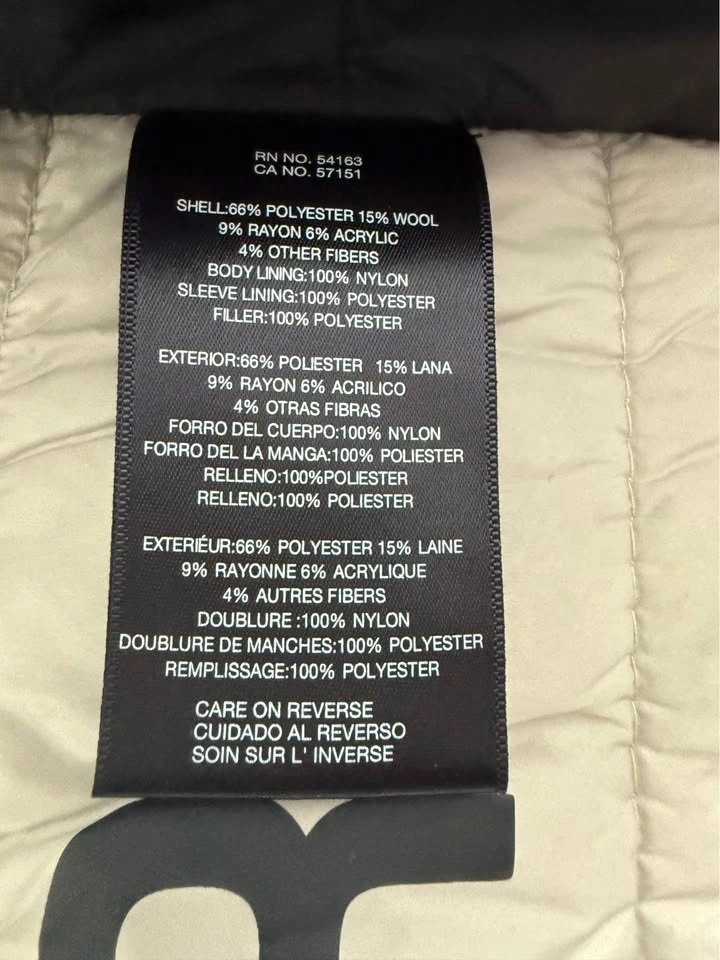 RN NO. 54163
CA NO. 57151
SHELL:66% POLYESTER 15% WOOL
9% RAYON 6% ACRYLIC
4% OTHER FIBERS
BODY LINING:100% NYLON
SLEEVE LINING:100% POLYESTER
FILLER:100% POLYESTER
EXTERIOR:66% POLIESTER 15% LANA
9% RAYON 6% ACRILICO
4% OTRAS FIBRAS
FORRO DEL CUERPO:100% NYLON
FORRO DEL LA MANGA:100% POLIESTER
RELLENO:100%POLIESTER
RELLENO:100% POLIESTER
EXTERIÉUR:66% POLYESTER 15% LAINE
9% RAYONNE 6% ACRYLIQUE
4% AUTRES FIBERS
DOUBLURE :100% NYLON
DOUBLURE DE MANCHES:100% POLYESTER
REMPLISSAGE:100% POLYESTER
CARE ON REVERSE
CUIDADO AL REVERSO
SOIN SUR L' INVERSE